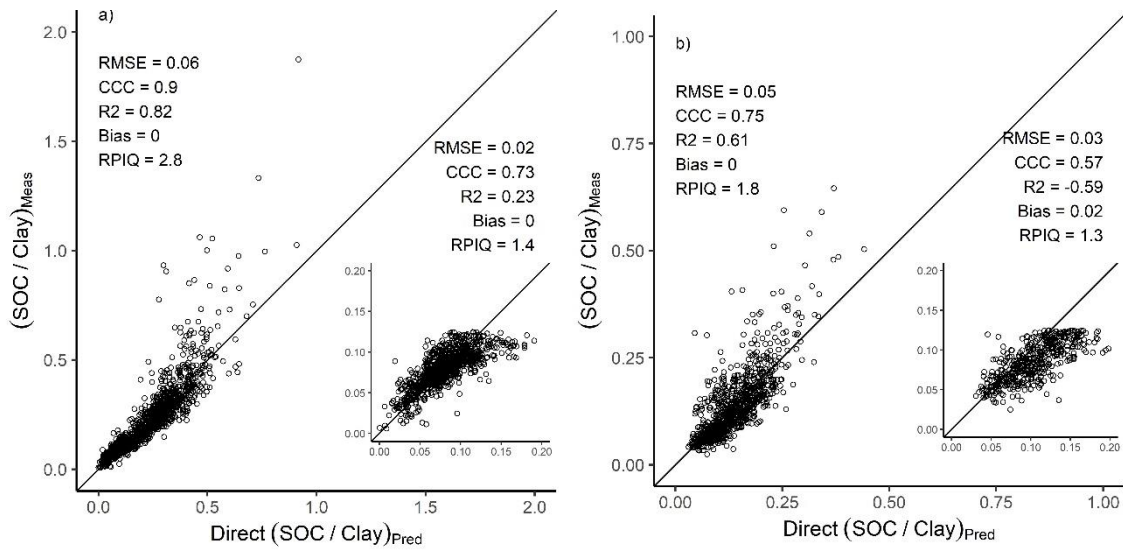 a)
RMSE = 0.06
CCC = 0.9
R2 = 0.82
Bias = 0
RPIQ = 2.8
RMSE = 0.02
CCC = 0.73
R2 = 0.23
Bias = 0
RPIQ = 1.4
2.0
1.5
1.0
0.5
0.0
(SOC / Clay)Meas
0.20
0.15
0.10
0.05
0.00
0.00 0.05 0.10 0.15 0.20
0.0 0.5 1.0 1.5 2.0
Direct (SOC / Clay)Pred
b)
RMSE = 0.05
CCC = 0.75
R2 = 0.61
Bias = 0
RPIQ = 1.8
RMSE = 0.03
CCC = 0.57
R2 = -0.59
Bias = 0.02
RPIQ = 1.3
1.00
0.75
0.50
0.25
0.00
(SOC / Clay)Meas
0.20
0.15
0.10
0.05
0.00
0.00 0.05 0.10 0.15 0.20
0.00 0.25 0.50 0.75 1.00
Direct (SOC / Clay)Pred